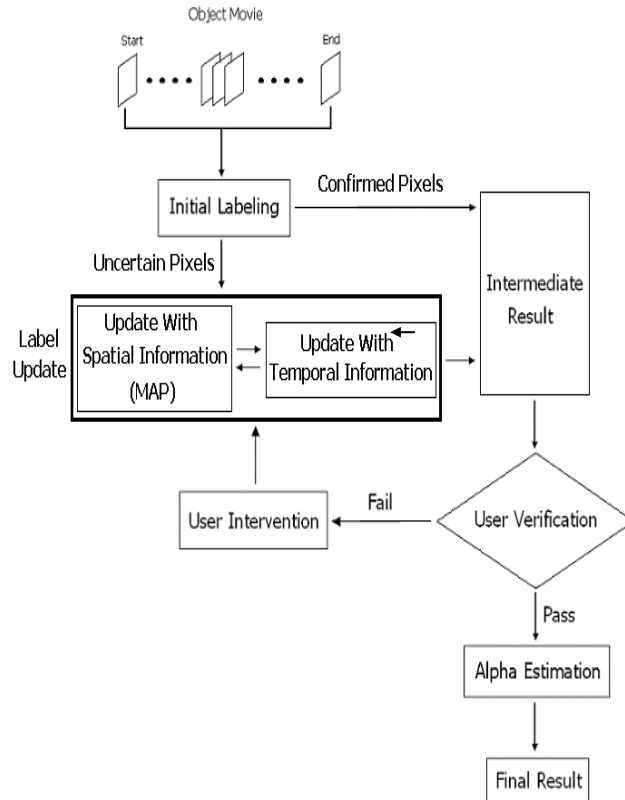 Object Movie
Start
End
Initial Labeling
Confirmed Pixels
Uncertain Pixels
Intermediate
Result
Label
Update
Update With
Spatial Information
(MAP)
Update With
Temporal Information
User Intervention
Fail
User Verification
Pass
Alpha Estimation
Final Result